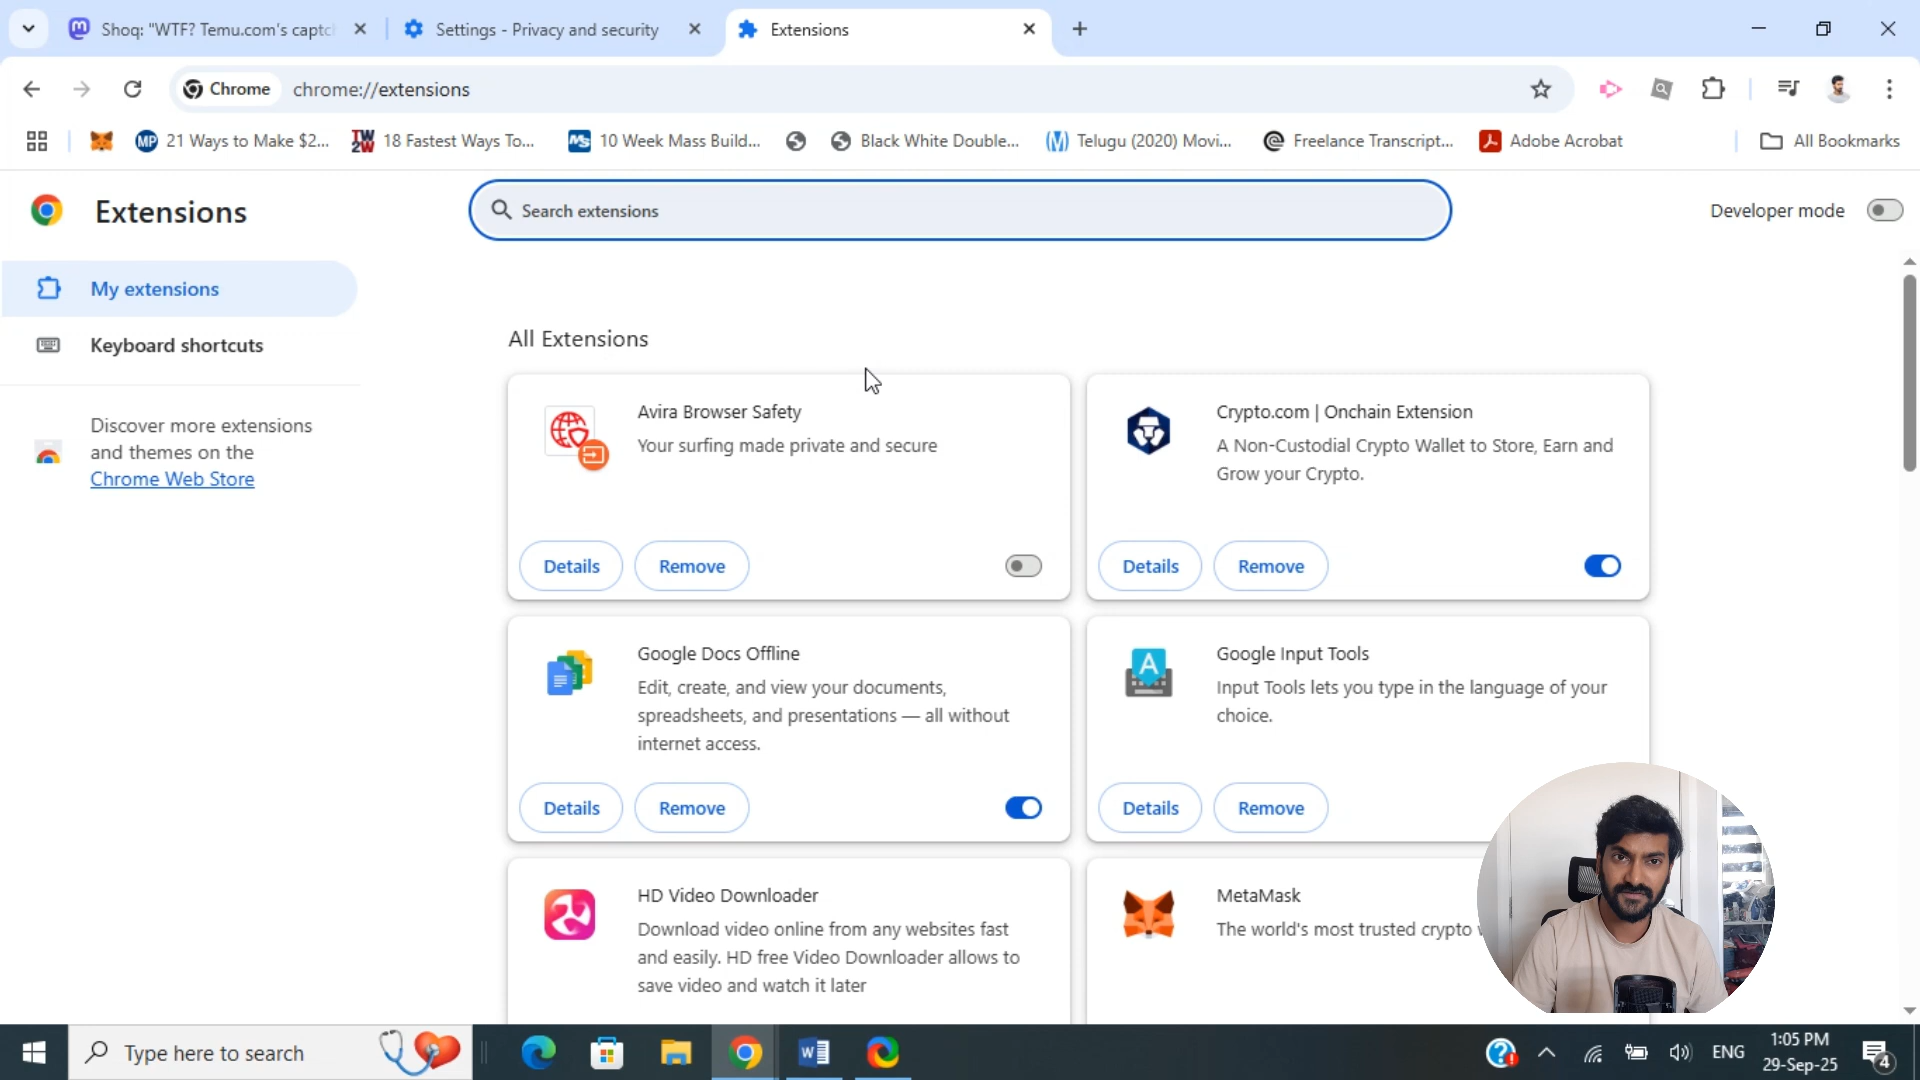 Shoq: "WTF? Temu.com's captc
Settings - Privacy and security
Extensions
Chrome
chrome://extensions
MP
21 Ways to Make $2...
18 Fastest Ways To...
10 Week Mass Build...
Black White Double...
Telugu (2020) Movi...
Freelance Transcript...
Adobe Acrobat
All Bookmarks
Extensions
Search extensions
Developer mode
My extensions
Keyboard shortcuts
Discover more extensions
and themes on the
Chrome Web Store
All Extensions
Avira Browser Safety
Your surfing made private and secure
Details
Remove
Crypto.com | Onchain Extension
A Non-Custodial Crypto Wallet to Store, Earn and
Grow your Crypto.
Details
Remove
Google Docs Offline
Edit, create, and view your documents,
spreadsheets, and presentations — all without
internet access.
Details
Remove
Google Input Tools
Input Tools lets you type in the language of your
choice.
Details
Remove
HD Video Downloader
Download video online from any websites fast
and easily. HD free Video Downloader allows to
save video and watch it later
MetaMask
The world's most trusted crypto
Type here to search
ENG
1:05 PM
29-Sep-25
4